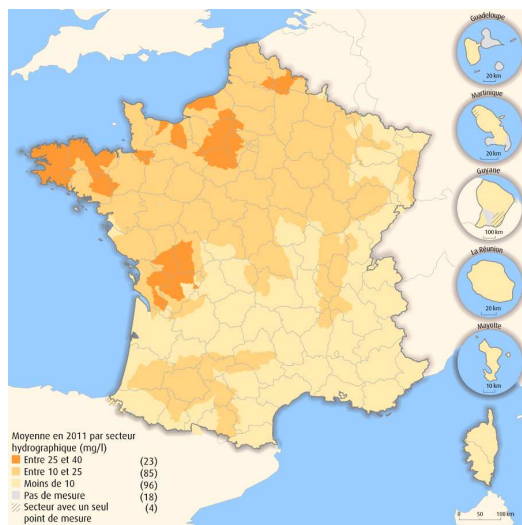 Guadeloupe
20 km
Martinique
20 km
Guyane
100 km
La Réunion
20 km
Mayotte
10 km
Moyenne en 2011 par secteur
hydrographique (mg/l)
Entre 25 et 40 (23)
Entre 10 et 25 (85)
Moins de 10 (96)
Pas de mesure (18)
Secteur avec un seul (4)
point de mesure
0 50 100 km